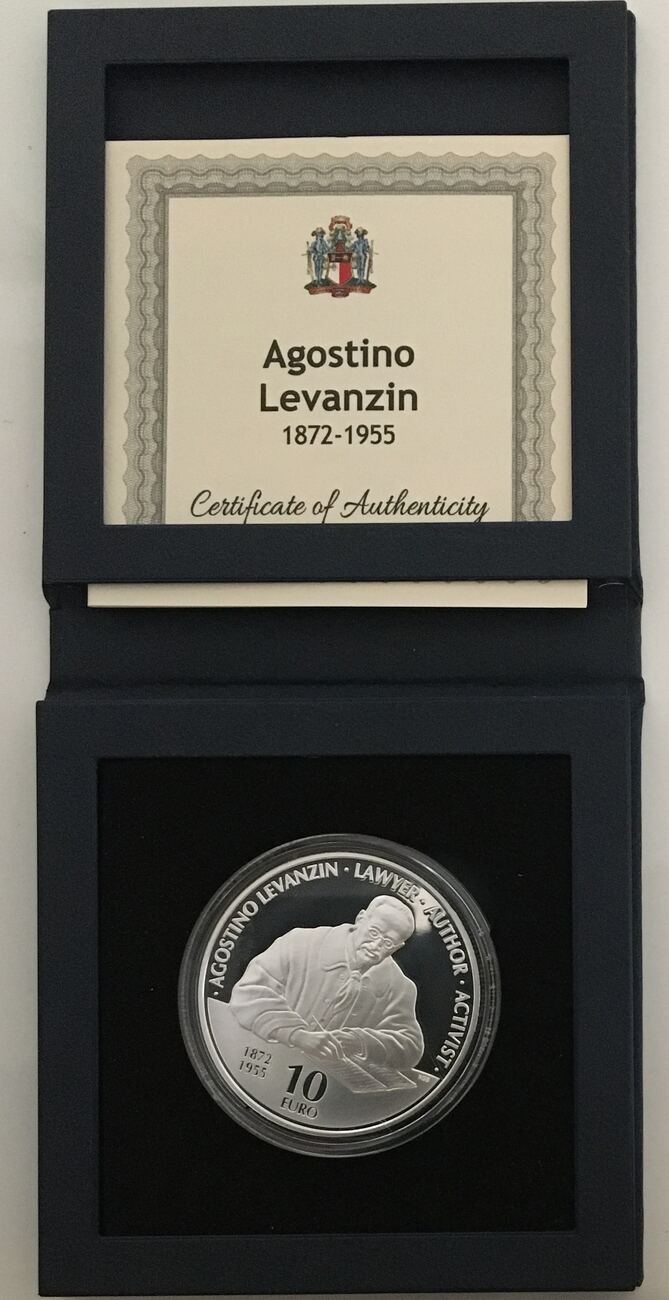 Agostino
Levanzin
1872-1955
Certificate of Authenticity
· AGOSTINO LEVANZIN · LAWYER · AUTHOR · ACTIVIST ·
1872
1955
10
EURO